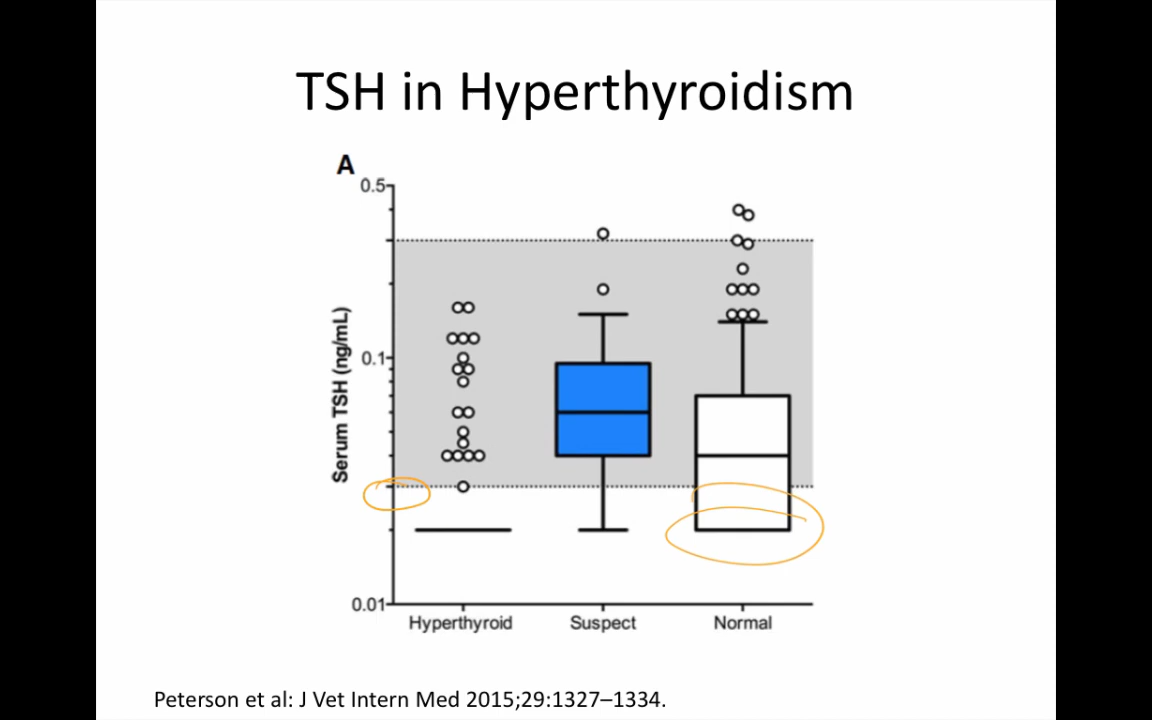 TSH in Hyperthyroidism
A
0.5
0.1
0.01
Serum TSH (ng/mL)
Hyperthyroid
Suspect
Normal
Peterson et al: J Vet Intern Med 2015;29:1327–1334.